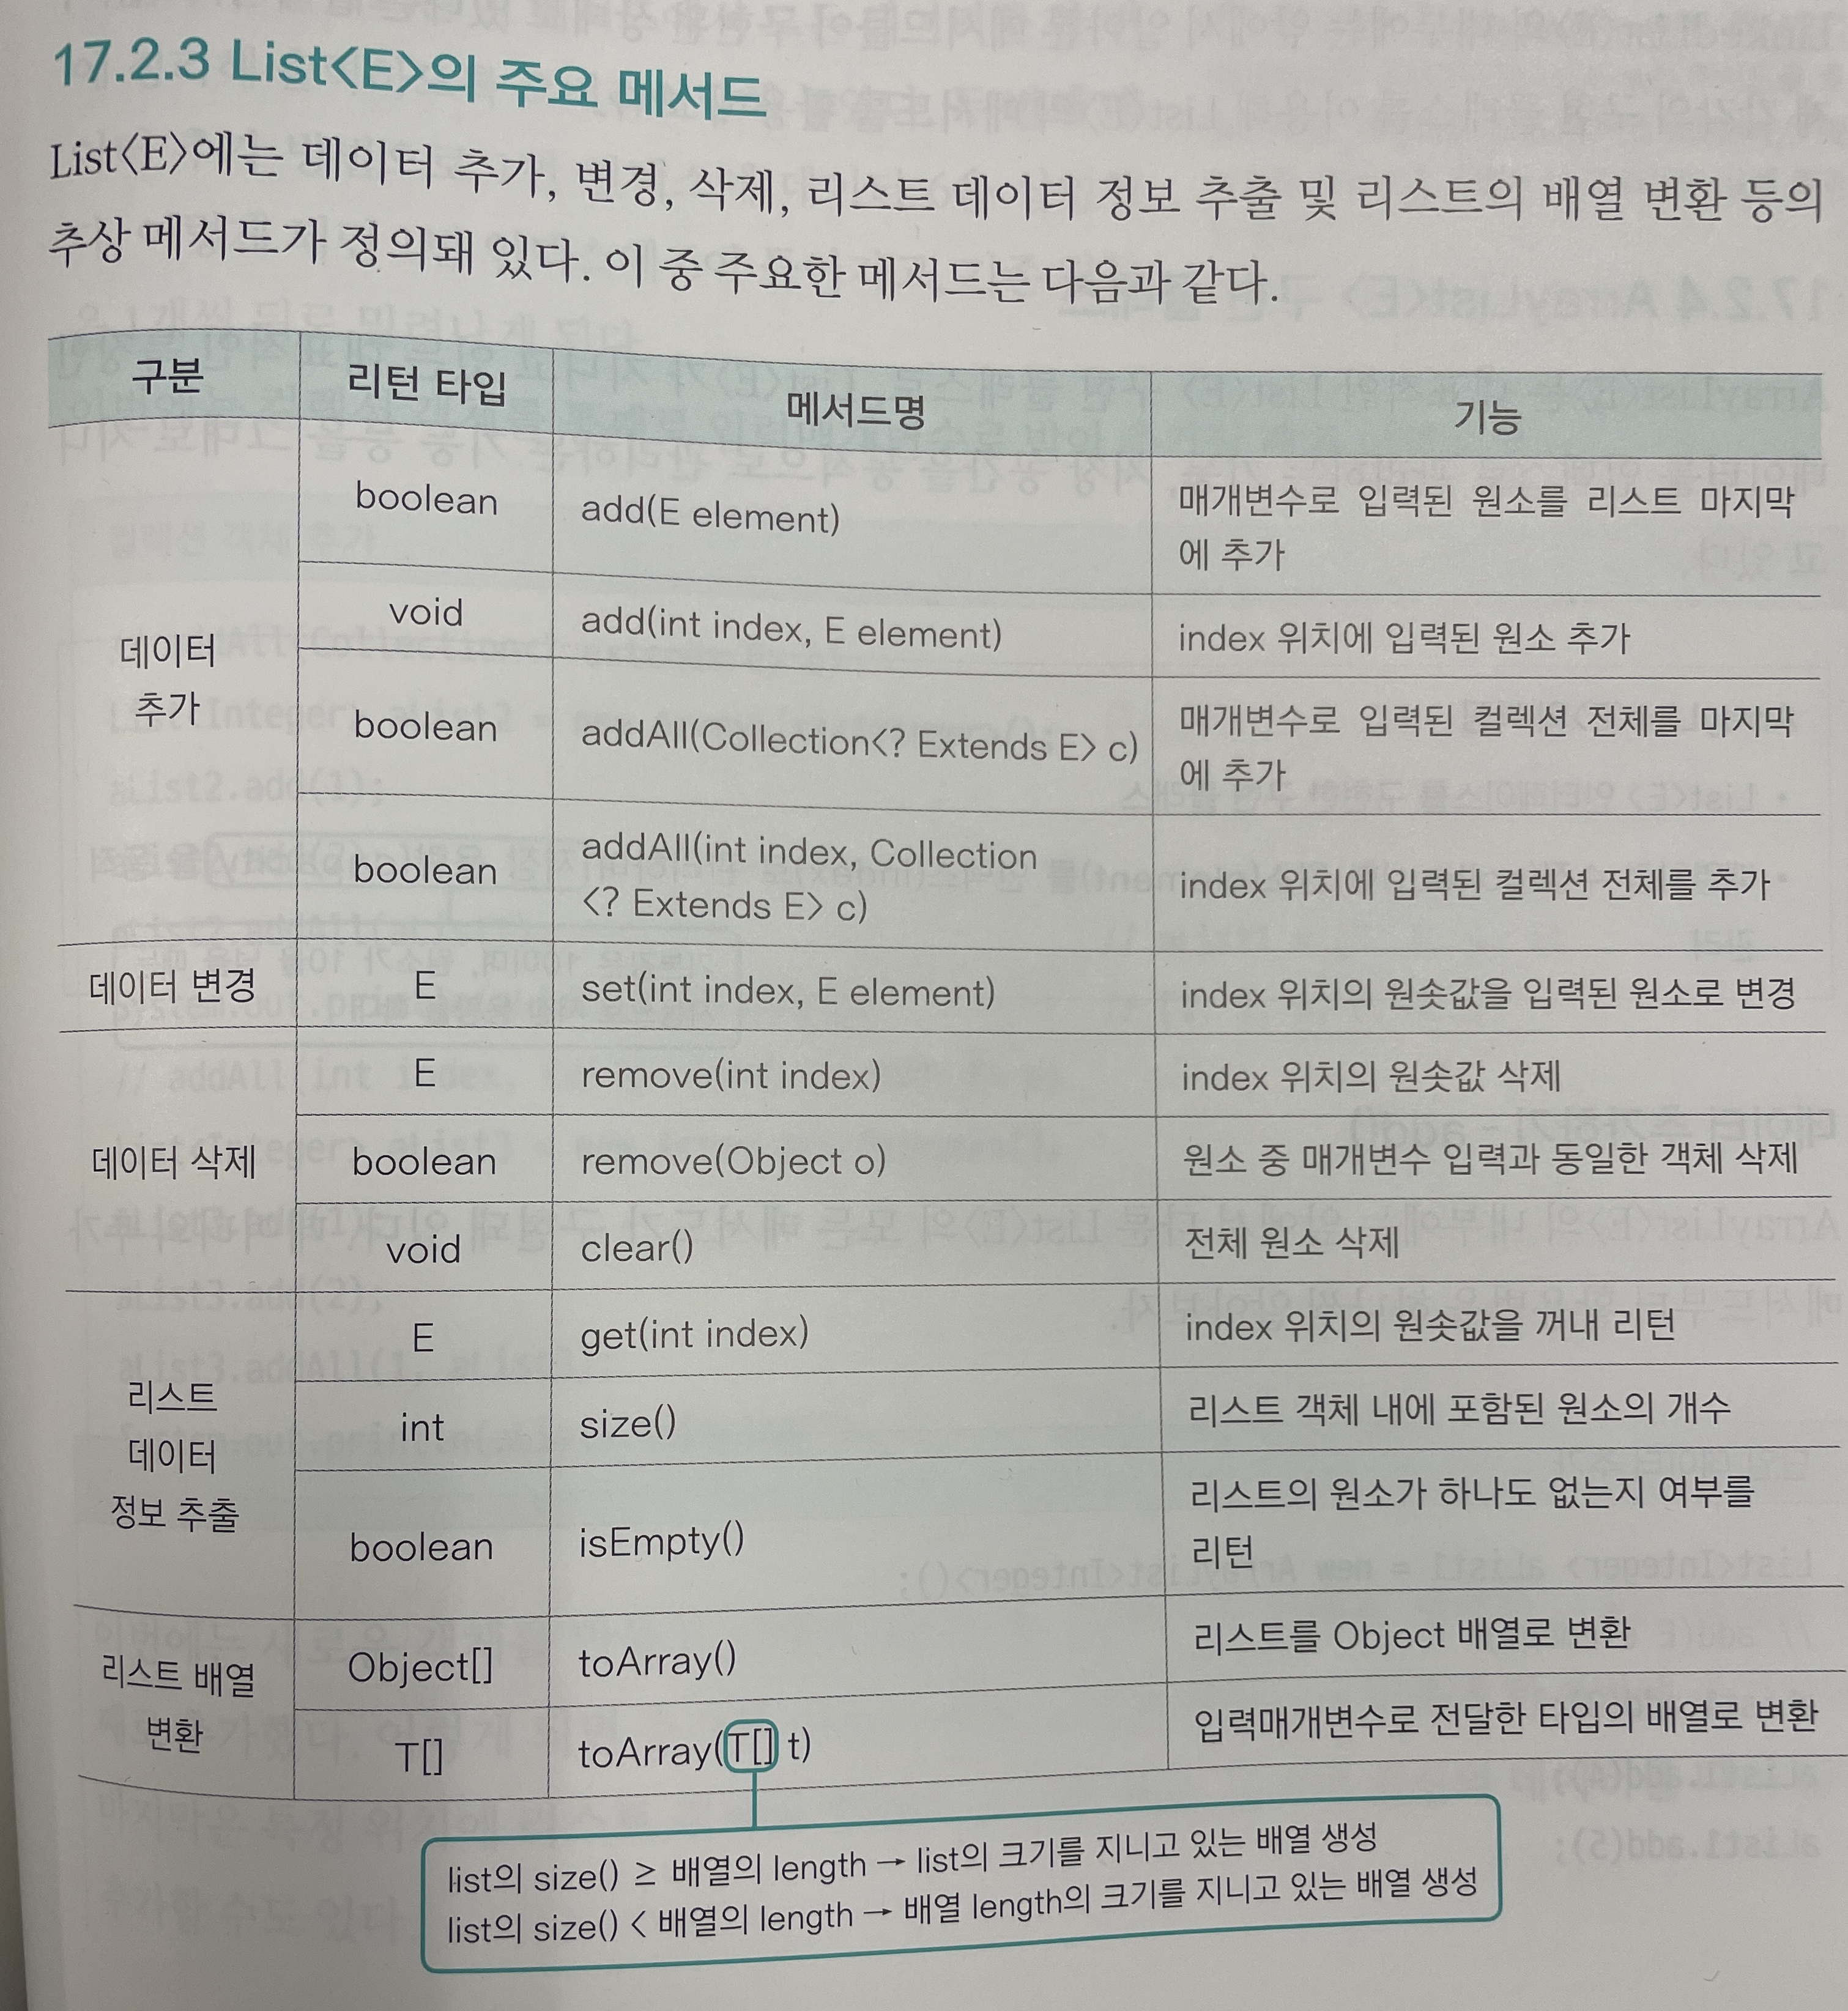 17.2.3 List<E>의 주요 메서드
List<E>에는 데이터 추가, 변경, 삭제, 리스트 데이터 정보 추출 및 리스트의 배열 변환 등의
추상 메서드가 정의돼 있다. 이 중 주요한 메서드는 다음과 같다.
구분 리턴 타입 메서드명 기능
데이터
추가
boolean add(E element) 매개변수로 입력된 원소를 리스트 마지막
에 추가
void add(int index, E element) index 위치에 입력된 원소 추가
boolean addAll(Collection<? Extends E> c) 매개변수로 입력된 컬렉션 전체를 마지막
에 추가
boolean addAll(int index, Collection
<? Extends E> c) index 위치에 입력된 컬렉션 전체를 추가
데이터 변경 E set(int index, E element) index 위치의 원솟값을 입력된 원소로 변경
데이터 삭제
E remove(int index) index 위치의 원솟값 삭제
boolean remove(Object o) 원소 중 매개변수 입력과 동일한 객체 삭제
void clear() 전체 원소 삭제
리스트
데이터
정보 추출
E get(int index) index 위치의 원솟값을 꺼내 리턴
int size() 리스트 객체 내에 포함된 원소의 개수
boolean isEmpty() 리스트의 원소가 하나도 없는지 여부를
리턴
리스트 배열
변환
Object[] toArray() 리스트를 Object 배열로 변환
T[] toArray(T[] t) 입력매개변수로 전달한 타입의 배열로 변환
list의 size() ≥ 배열의 length → list의 크기를 지니고 있는 배열 생성
list의 size() < 배열의 length → 배열 length의 크기를 지니고 있는 배열 생성